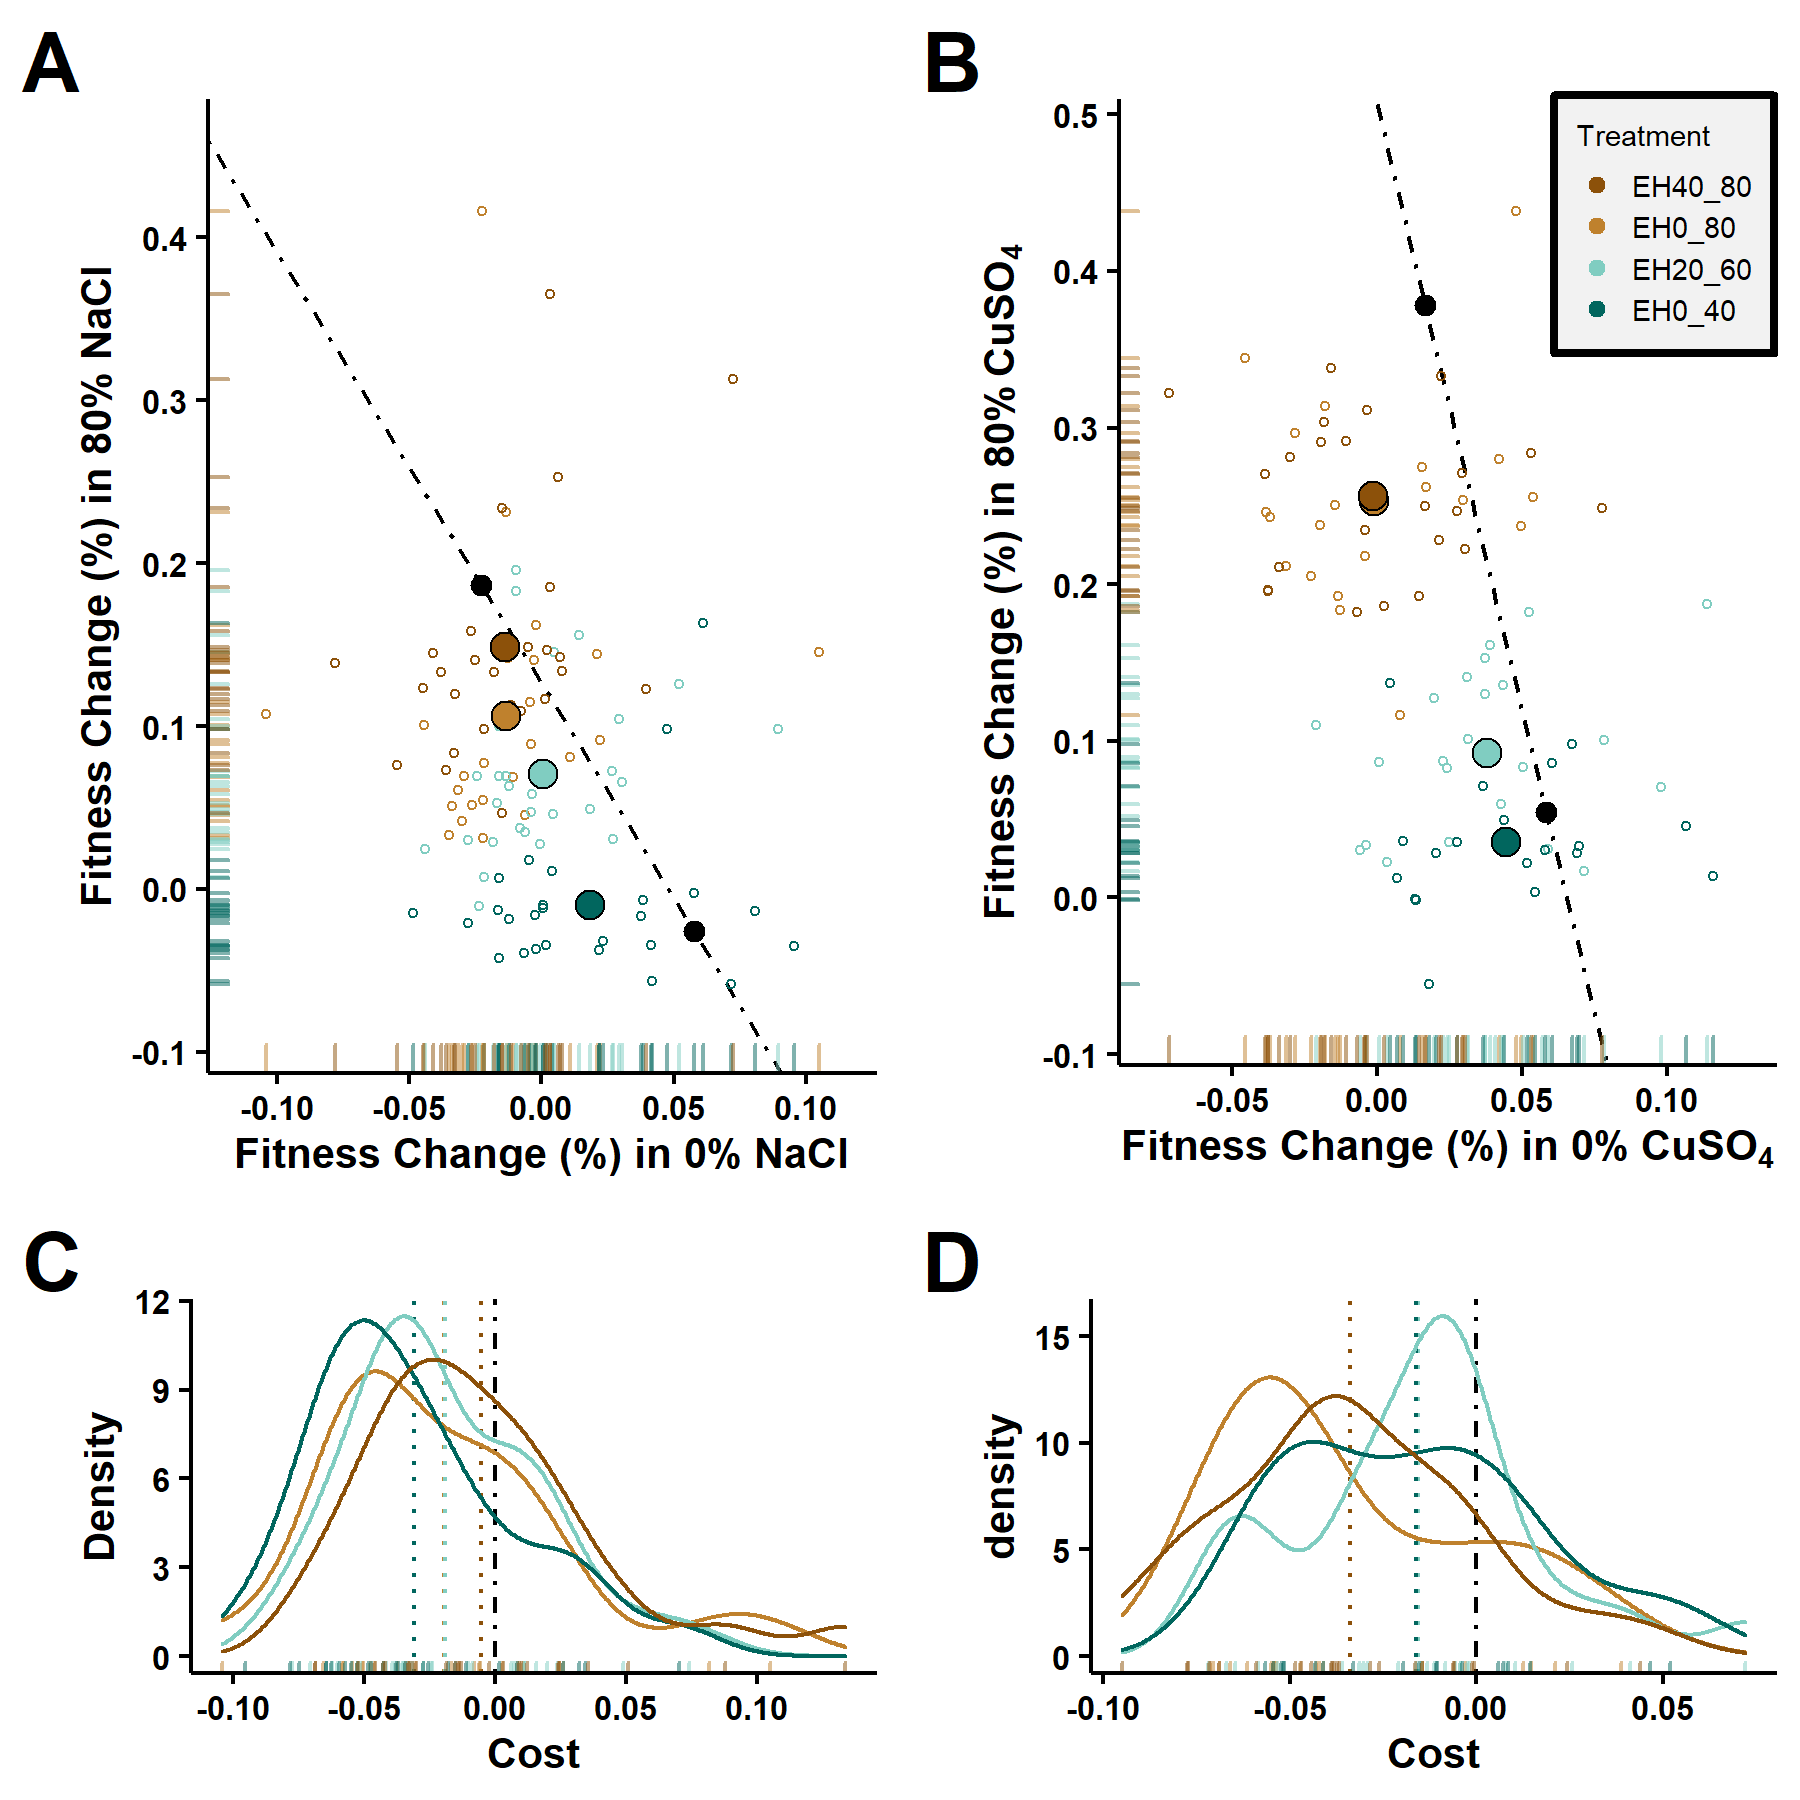 A
Fitness Change (%) in 80% NaCl
0.4
0.3
0.2
0.1
0.0
-0.1
-0.10 -0.05 0.00 0.05 0.10
Fitness Change (%) in 0% NaCl
B
Fitness Change (%) in 80% CuSO₄
0.5
0.4
0.3
0.2
0.1
0.0
-0.1
-0.05 0.00 0.05 0.10
Fitness Change (%) in 0% CuSO₄
Treatment
EH40_80
EH0_80
EH20_60
EH0_40
C
Density
12
9
6
3
0
-0.10 -0.05 0.00 0.05 0.10
Cost
D
density
15
10
5
0
-0.10 -0.05 0.00 0.05
Cost